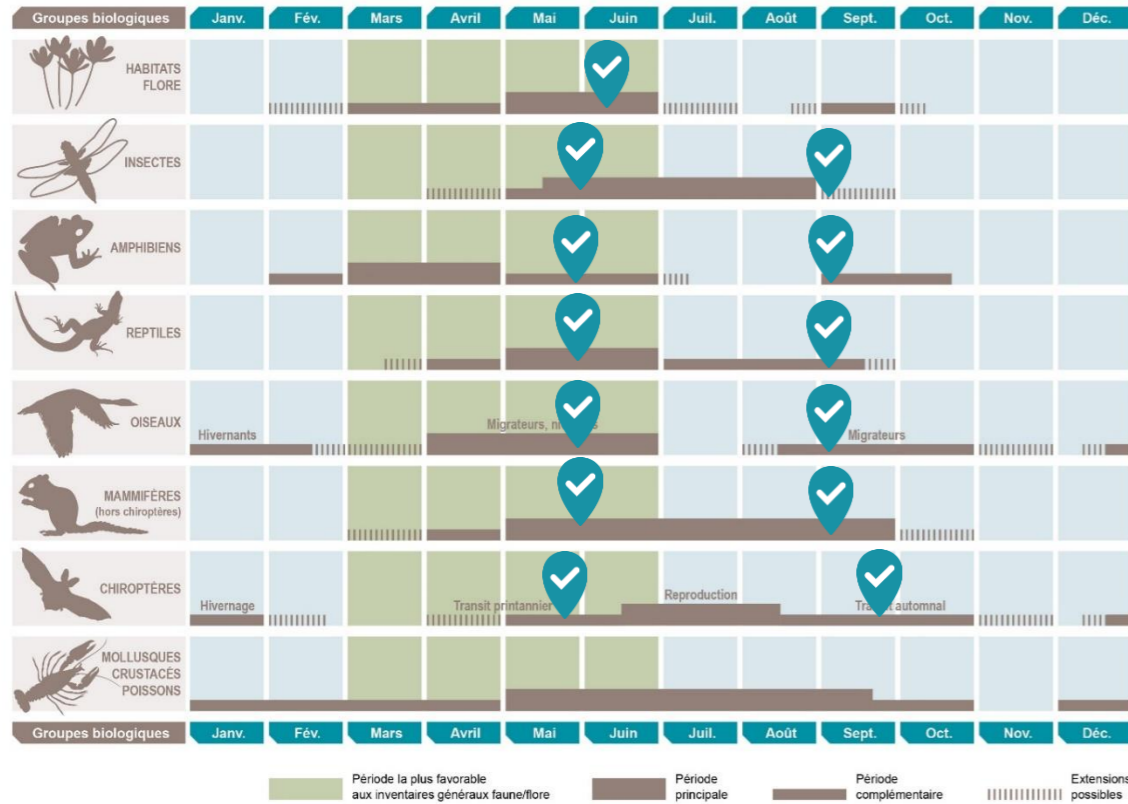 Groupes biologiques Janv. Fév. Mars Avril Mai Juin Juil. Août Sept. Oct. Nov. Déc.
HABITATS
FLORE
INSECTES
AMPHIBIENS
REPTILES
OISEAUX
Hivernants
Migrateurs,
Migrateurs
MAMMIFÈRES
(hors chiroptères)
CHIROPTÈRES
Hivernage
Transit printannier
Reproduction
automnal
MOLLUSQUES
CRUSTACÉS
POISSONS
Groupes biologiques Janv. Fév. Mars Avril Mai Juin Juil. Août Sept. Oct. Nov. Déc.
Période la plus favorable
aux inventaires généraux faune/flore
Période
principale
Période
complémentaire
Extensions
possibles